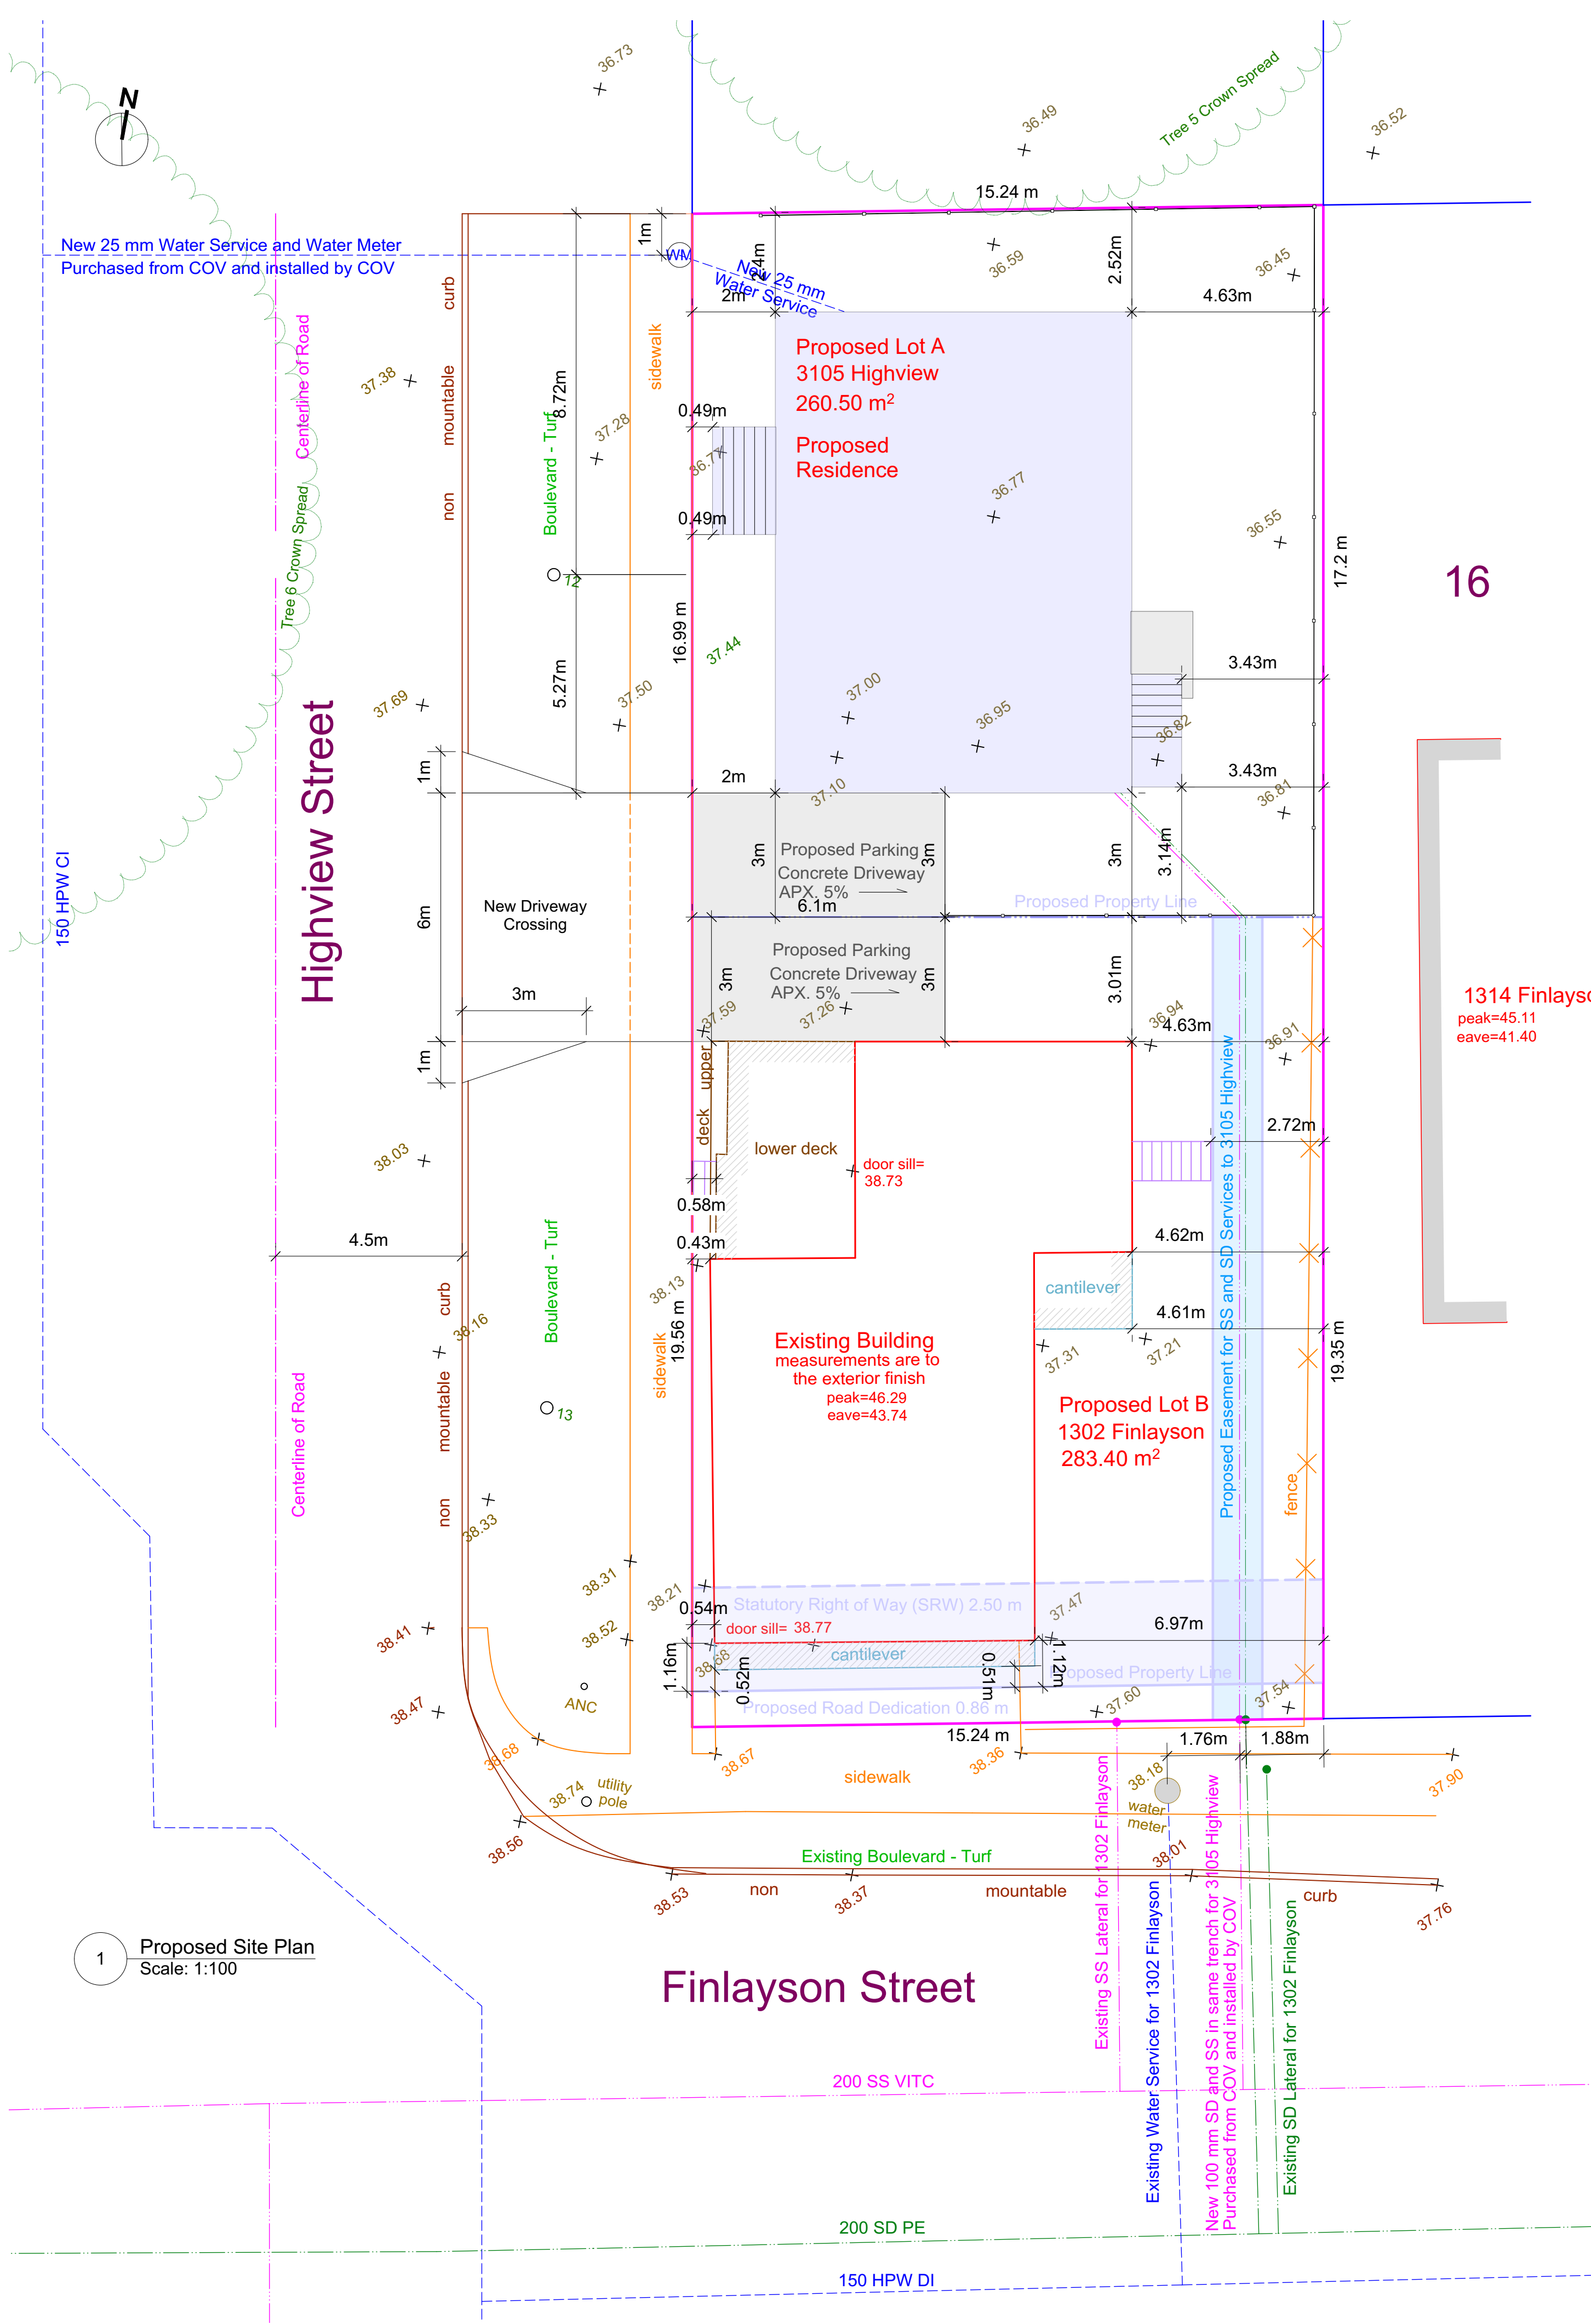 36.73
N
36.49
Tree 5 Crown Spread
36.52
15.24 m
New 25 mm Water Service and Water Meter
Purchased from COV and installed by COV
1m
WM
2.4m
New 25 mm
Water Service
2m
36.59
2.52m
36.45
4.63m
curb
mountable
non
Centerline of Road
sidewalk
37.38
8.72m
Boulevard - Turf
37.28
0.49m
36.77
0.49m
Proposed Lot A
3105 Highview
260.50 m²
Proposed
Residence
36.77
36.55
17.2 m
16
Tree 6 Crown Spread
12
16.99 m
37.44
5.27m
37.50
37.69
37.00
36.95
36.82
3.43m
3.43m
36.81
1m
2m
37.10
Highview Street
150 HPW CI
6m
New Driveway
Crossing
3m
Proposed Parking
Concrete Driveway
APX. 5%
6.1m
3m
3m
3.14m
Proposed Property Line
Proposed Parking
Concrete Driveway
APX. 5%
3m
3m
3m
3.01m
37.59
37.26
36.94
4.63m
36.91
1314 Finlayso
peak=45.11
eave=41.40
1m
upper
deck
lower deck
door sill=
38.73
2.72m
38.03
0.58m
0.43m
4.5m
4.62m
cantilever
4.61m
38.13
19.56 m
Boulevard - Turf
curb
mountable
non
38.16
Centerline of Road
sidewalk
13
Existing Building
measurements are to
the exterior finish
peak=46.29
eave=43.74
37.31
37.21
19.35 m
Proposed Lot B
1302 Finlayson
283.40 m²
Proposed Easement for SS and SD Services to 3105 Highview
fence
38.33
38.31
38.21
Statutory Right of Way (SRW) 2.50 m
37.47
0.54m
door sill= 38.77
6.97m
38.41
38.52
1.16m
38.68
0.52m
cantilever
0.51m
1.12m
Proposed Property Line
38.47
ANC
Proposed Road Dedication 0.86 m
37.60
37.54
15.24 m
1.76m
1.88m
38.68
38.67
38.36
38.18
37.90
sidewalk
38.74
utility
pole
water
meter
38.56
Existing Boulevard - Turf
38.01
38.53
non
38.37
mountable
curb
37.76
1
Proposed Site Plan
Scale: 1:100
Finlayson Street
Existing SS Lateral for 1302 Finlayson
Existing Water Service for 1302 Finlayson
New 100 mm SD and SS in same trench for 3105 Highview
Purchased from COV and installed by COV
Existing SD Lateral for 1302 Finlayson
200 SS VITC
200 SD PE
150 HPW DI